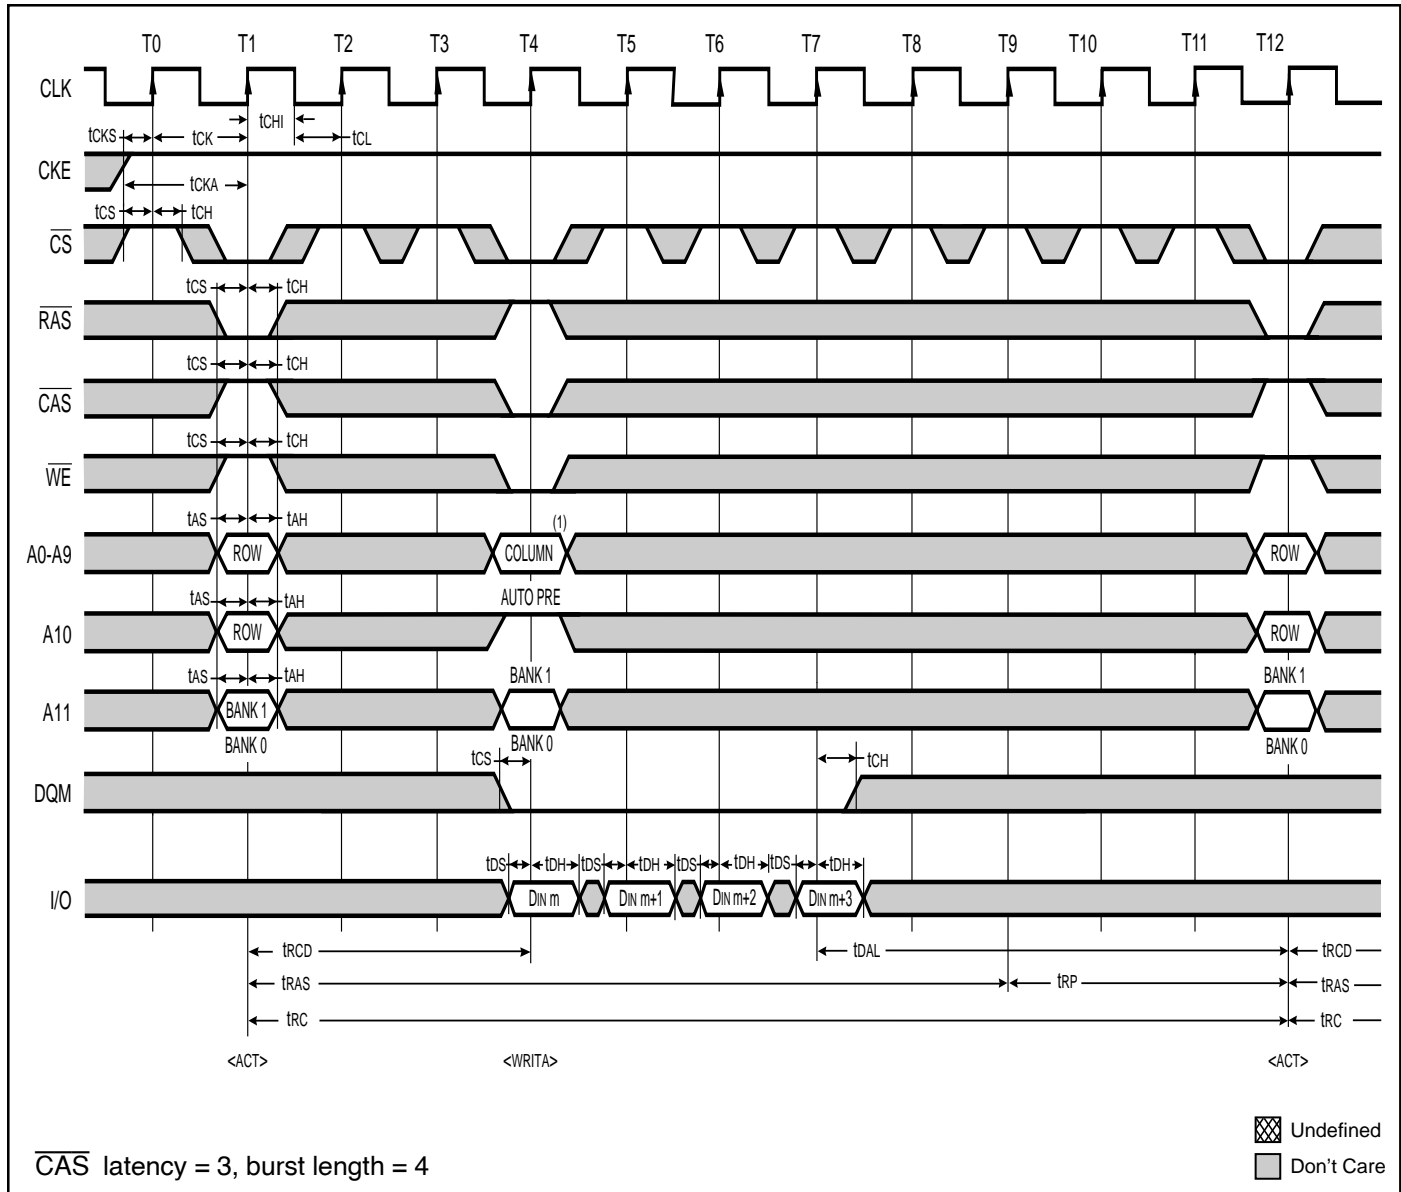 T0 T1 T2 T3 T4 T5 T6 T7 T8 T9 T10 T11 T12
CLK
tCHI
tCKS tCK tCL
CKE
tCKA
tCS tCH
CS
tCS tCH
RAS
tCS tCH
CAS
tCS tCH
WE
tAS tAH (1)
A0-A9 ROW COLUMN ROW
tAS tAH AUTO PRE
A10 ROW ROW
tAS tAH BANK 1 BANK 1
A11 BANK 1
BANK 0 BANK 0 BANK 0
tCS tCH
DQM
tDS tDH tDS tDH tDS tDH tDS tDH
I/O DIN m DIN m+1 DIN m+2 DIN m+3
tRCD tDAL tRCD
tRAS tRP tRAS
tRC tRC
<ACT> <WRITA> <ACT>
Undefined
CAS latency = 3, burst length = 4
Don't Care